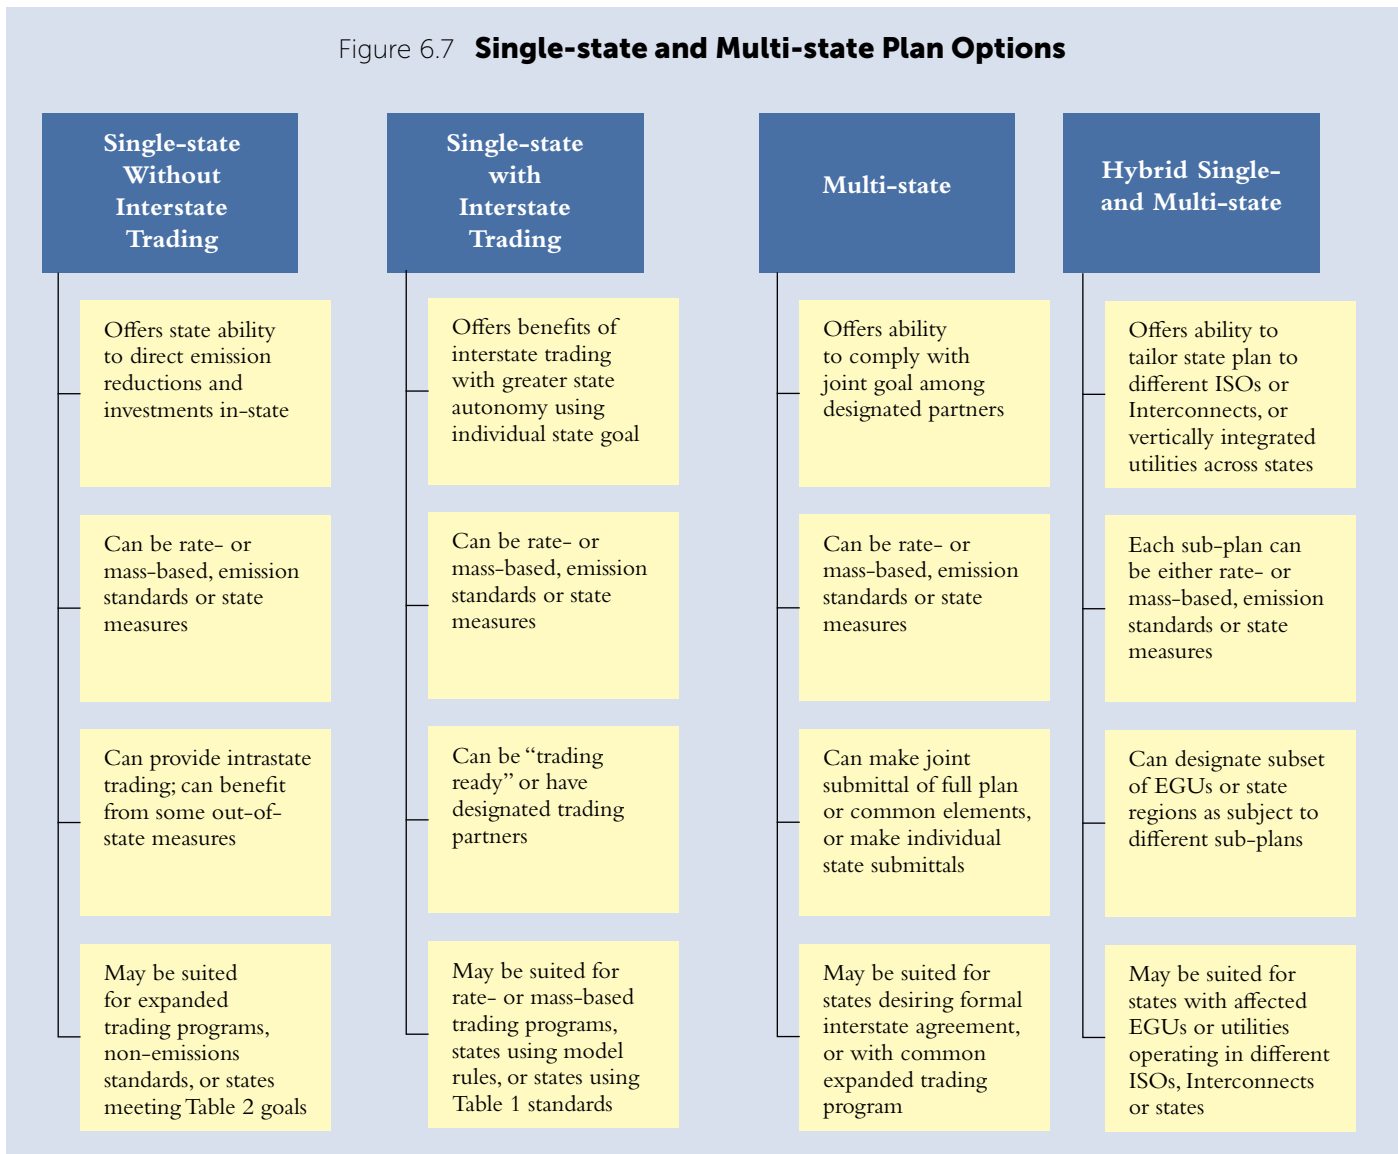 Figure 6.7 Single-state and Multi-state Plan Options
Single-state
Without
Interstate
Trading
Offers state ability
to direct emission
reductions and
investments in-state
Can be rate- or
mass-based, emission
standards or state
measures
Can provide intrastate
trading; can benefit
from some out-of-
state measures
May be suited
for expanded
trading programs,
non-emissions
standards, or states
meeting Table 2 goals
Single-state
with
Interstate
Trading
Offers benefits of
interstate trading
with greater state
autonomy using
individual state goal
Can be rate- or
mass-based, emission
standards or state
measures
Can be “trading
ready” or have
designated trading
partners
May be suited for
rate- or mass-based
trading programs,
states using model
rules, or states using
Table 1 standards
Multi-state
Offers ability
to comply with
joint goal among
designated partners
Can be rate- or
mass-based, emission
standards or state
measures
Can make joint
submittal of full plan
or common elements,
or make individual
state submittals
May be suited for
states desiring formal
interstate agreement,
or with common
expanded trading
program
Hybrid Single-
and Multi-state
Offers ability to
tailor state plan to
different ISOs or
Interconnects, or
vertically integrated
utilities across states
Each sub-plan can
be either rate- or
mass-based, emission
standards or state
measures
Can designate subset
of EGUs or state
regions as subject to
different sub-plans
May be suited for
states with affected
EGUs or utilities
operating in different
ISOs, Interconnects
or states